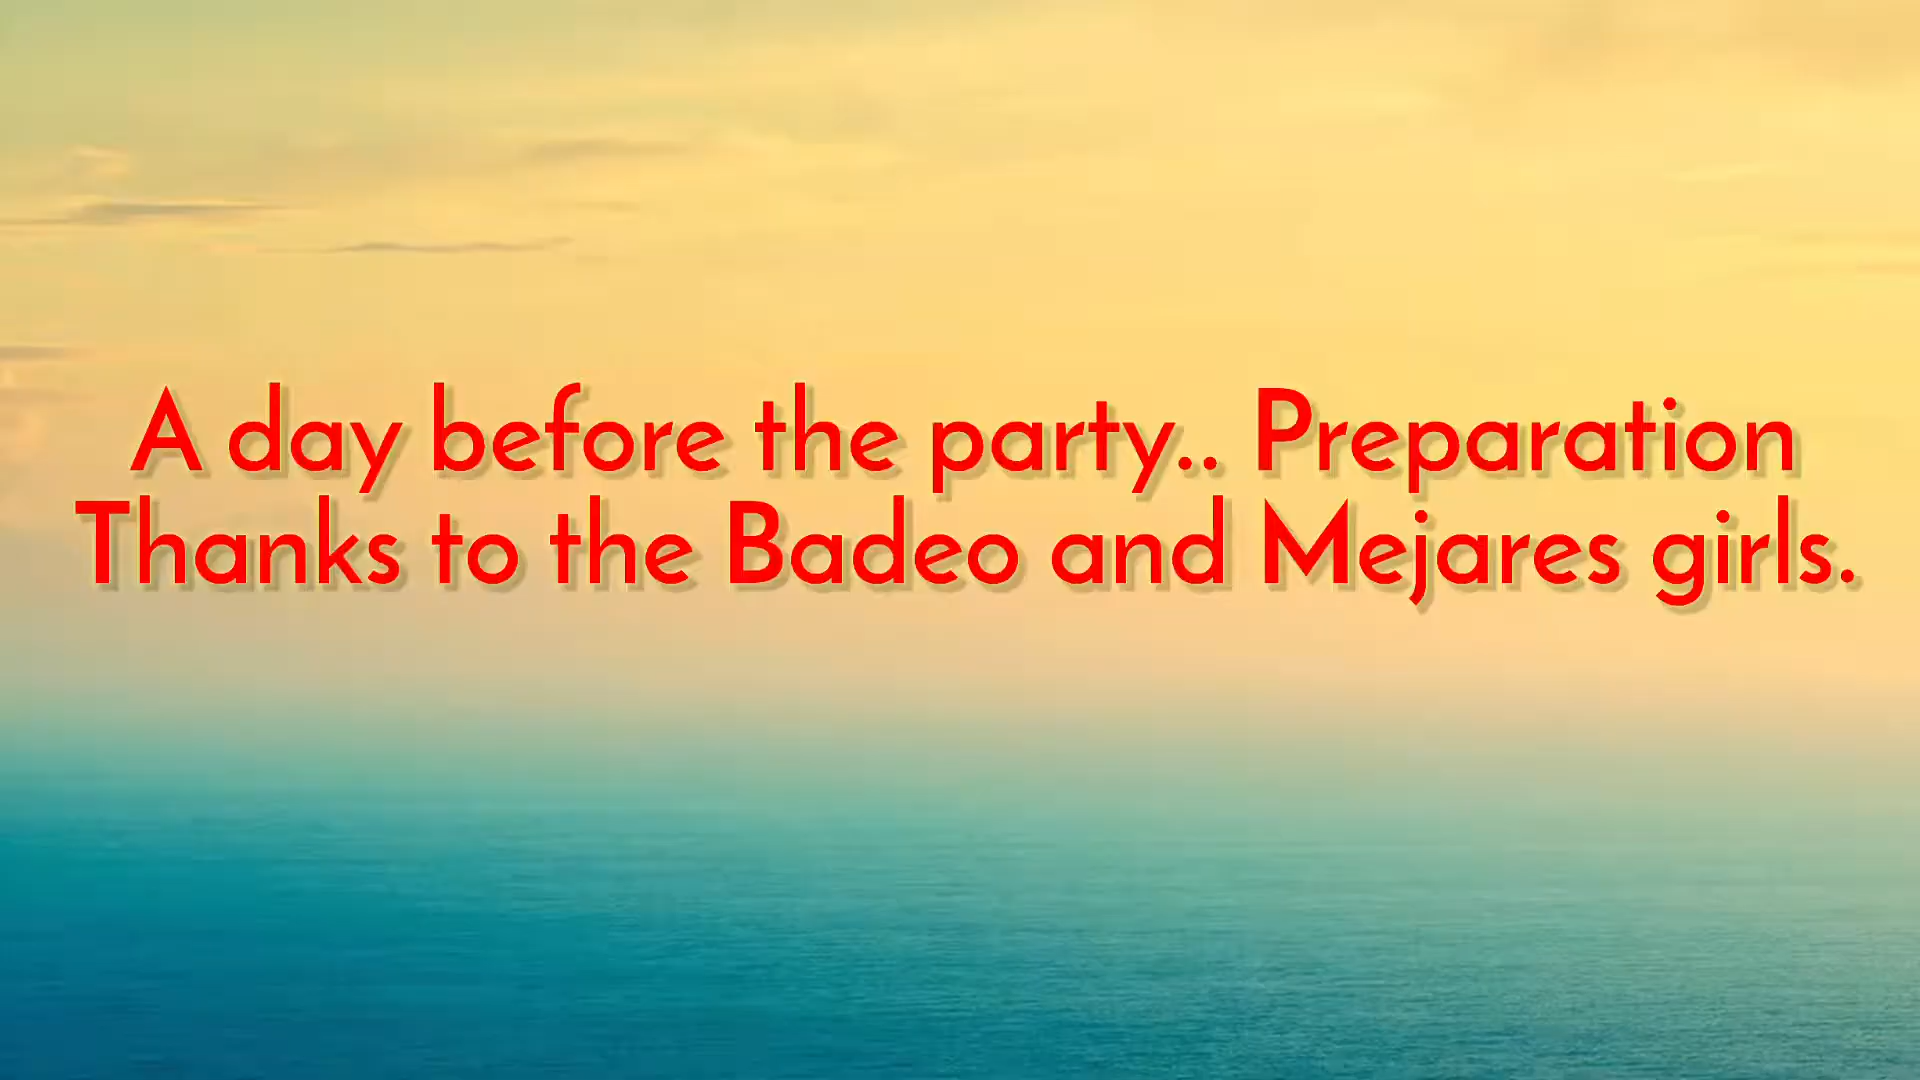 A day before the party.. Preparation
Thanks to the Badeo and Mejares girls.